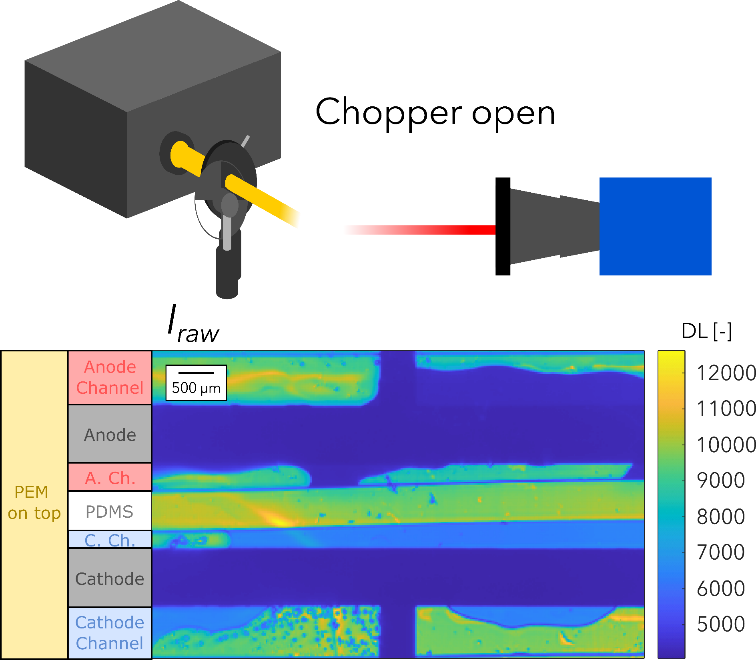 Chopper open
Iraw
DL [-]
Anode
Channel
500 µm
Anode
A. Ch.
PEM
on top
PDMS
C. Ch.
Cathode
Cathode
Channel
12000
11000
10000
9000
8000
7000
6000
5000